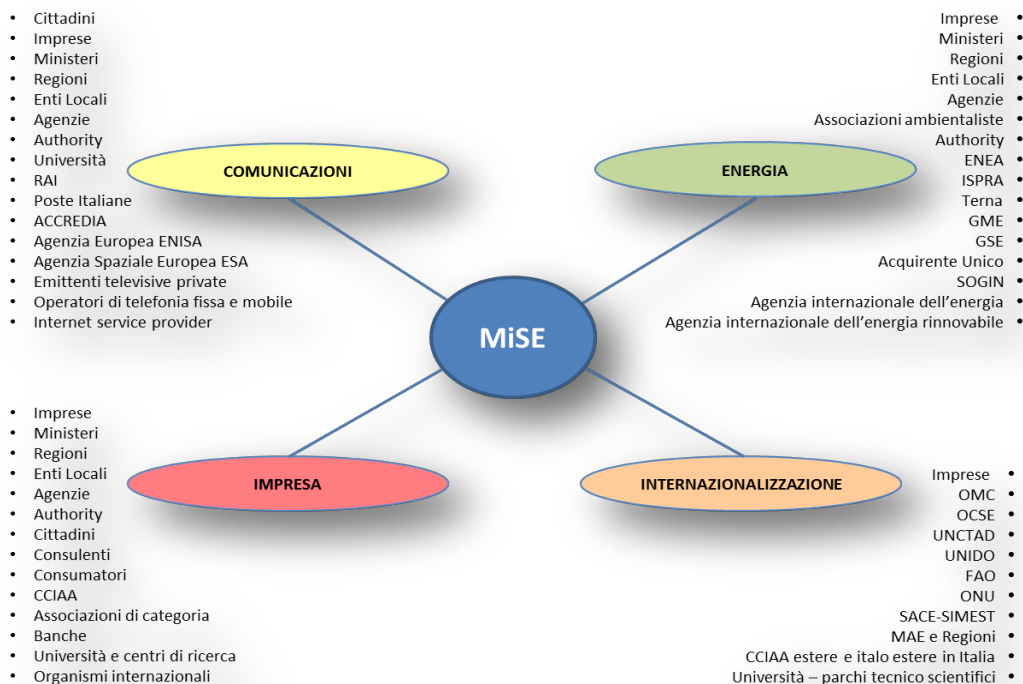 • Cittadini
• Imprese
• Ministeri
• Regioni
• Enti Locali
• Agenzie
• Authority
• Università
• RAI
• Poste Italiane
• ACCREDIA
• Agenzia Europea ENISA
• Agenzia Spaziale Europea ESA
• Emittenti televisive private
• Operatori di telefonia fissa e mobile
• Internet service provider
COMUNICAZIONI
Imprese •
Ministeri •
Regioni •
Enti Locali •
Agenzie •
Associazioni ambientaliste •
Authority •
ENEA •
ISPRA •
Terna •
GME •
GSE •
Acquirente Unico •
SOGIN •
Agenzia internazionale dell’energia •
Agenzia internazionale dell’energia rinnovabile •
ENERGIA
MiSE
• Imprese
• Ministeri
• Regioni
• Enti Locali
• Agenzie
• Authority
• Cittadini
• Consulenti
• Consumatori
• CCIAA
• Associazioni di categoria
• Banche
• Università e centri di ricerca
• Organismi internazionali
IMPRESA
INTERNAZIONALIZZAZIONE
Imprese •
OMC •
OCSE •
UNCTAD •
UNIDO •
FAO •
ONU •
SACE-SIMEST •
MAE e Regioni •
CCIAA estere e italo estere in Italia •
Università – parchi tecnico scientifici •